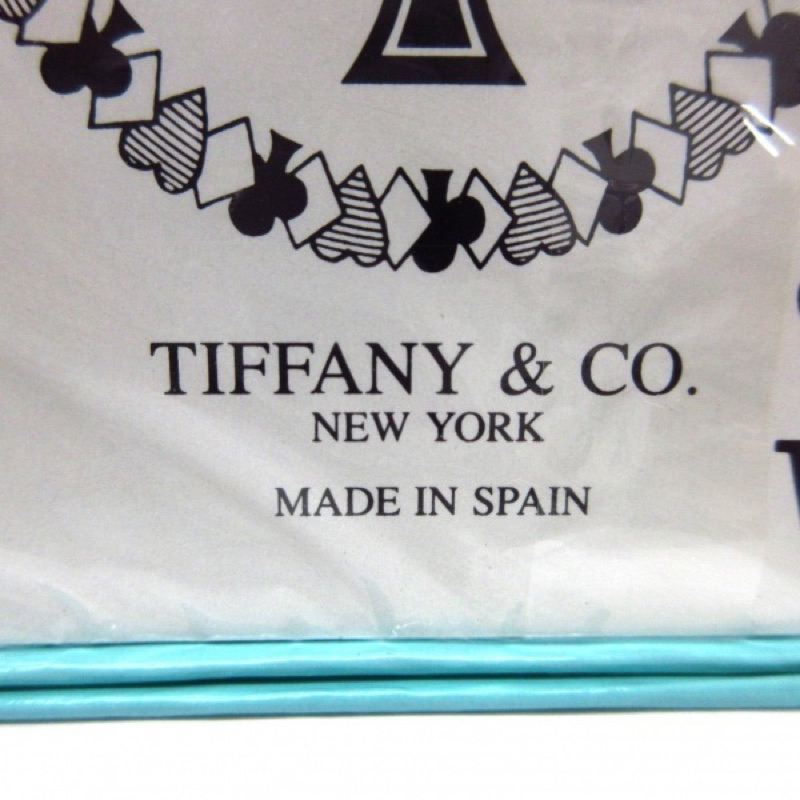 TIFFANY & CO.
NEW YORK
MADE IN SPAIN